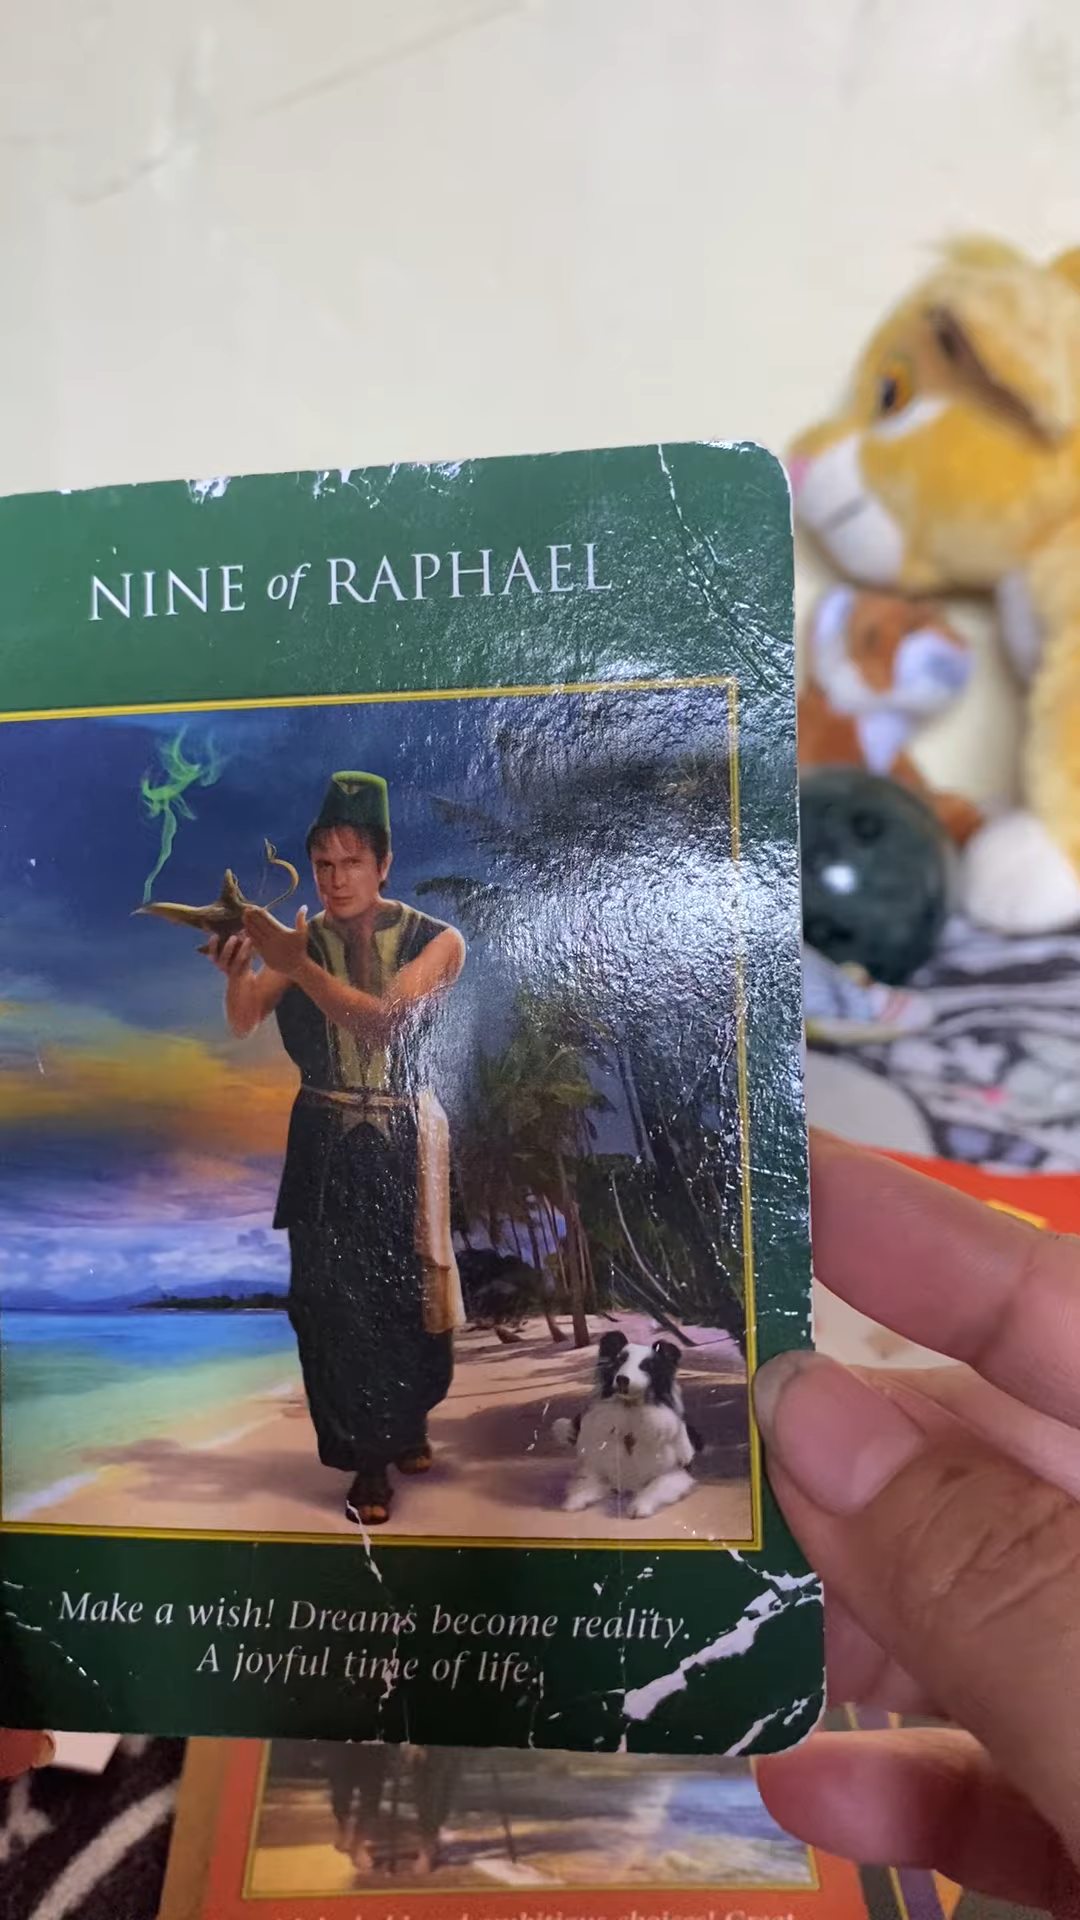 NINE of RAPHAEL
Make a wish! Dreams become reality.
A joyful time of life.